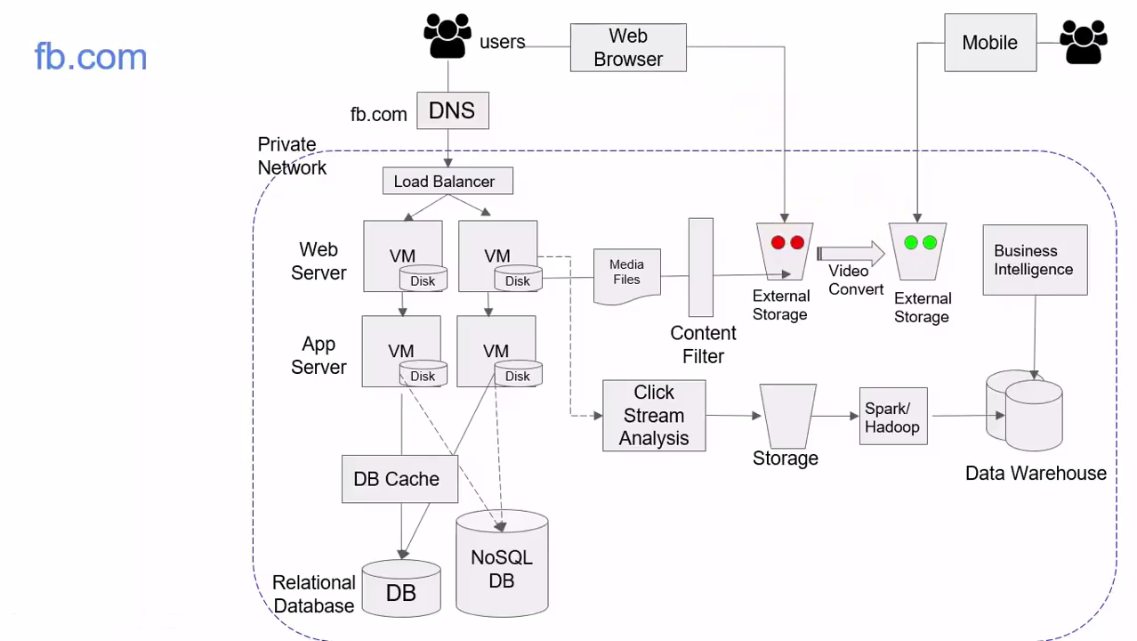 fb.com
users
Web
Browser
Mobile
fb.com
DNS
Private
Network
Load Balancer
Web
Server
VM
Disk
VM
Disk
Media
Files
Content
Filter
External
Storage
Video
Convert
External
Storage
Business
Intelligence
App
Server
VM
Disk
VM
Disk
Click
Stream
Analysis
Storage
Spark/
Hadoop
Data Warehouse
DB Cache
Relational
Database
DB
NoSQL
DB